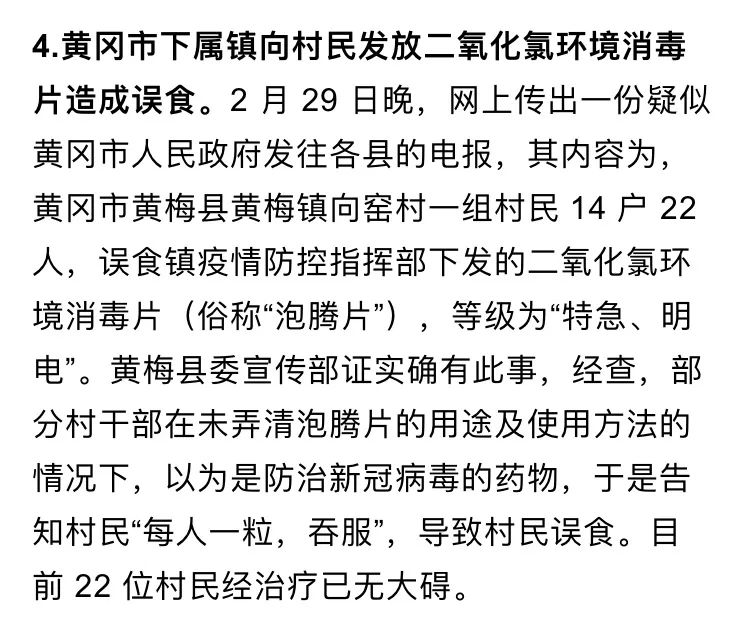 4.黄冈市下属镇向村民发放二氧化氯环境消毒
片造成误食。2 月 29 日晚，网上传出一份疑似
黄冈市人民政府发往各县的电报，其内容为，
黄冈市黄梅县黄梅镇向窑村一组村民 14 户 22
人，误食镇疫情防控指挥部下发的二氧化氯环
境消毒片（俗称“泡腾片”），等级为“特急、明
电”。黄梅县委宣传部证实确有此事，经查，部
分村干部在未弄清泡腾片的用途及使用方法的
情况下，以为是防治新冠病毒的药物，于是告
知村民“每人一粒，吞服”，导致村民误食。目
前 22 位村民经治疗已无大碍。